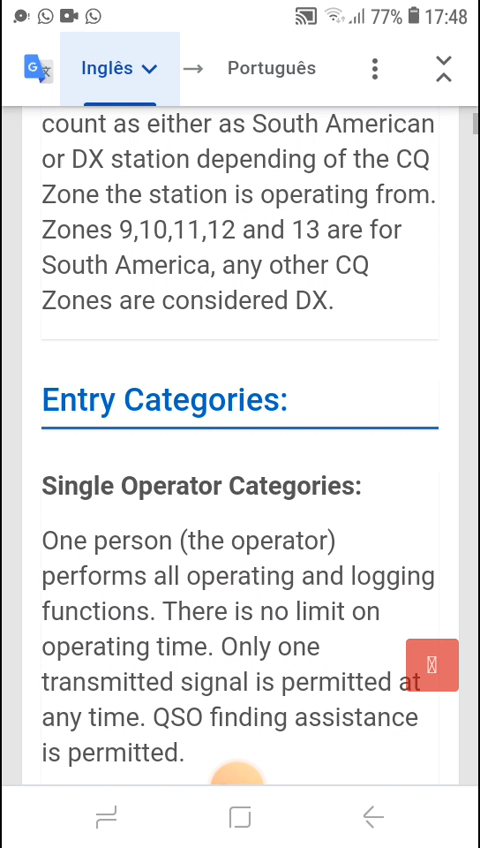 77% 17:48
Inglês → Português
count as either as South American
or DX station depending of the CQ
Zone the station is operating from.
Zones 9,10,11,12 and 13 are for
South America, any other CQ
Zones are considered DX.
Entry Categories:
Single Operator Categories:
One person (the operator)
performs all operating and logging
functions. There is no limit on
operating time. Only one
transmitted signal is permitted at
any time. QSO finding assistance
is permitted.